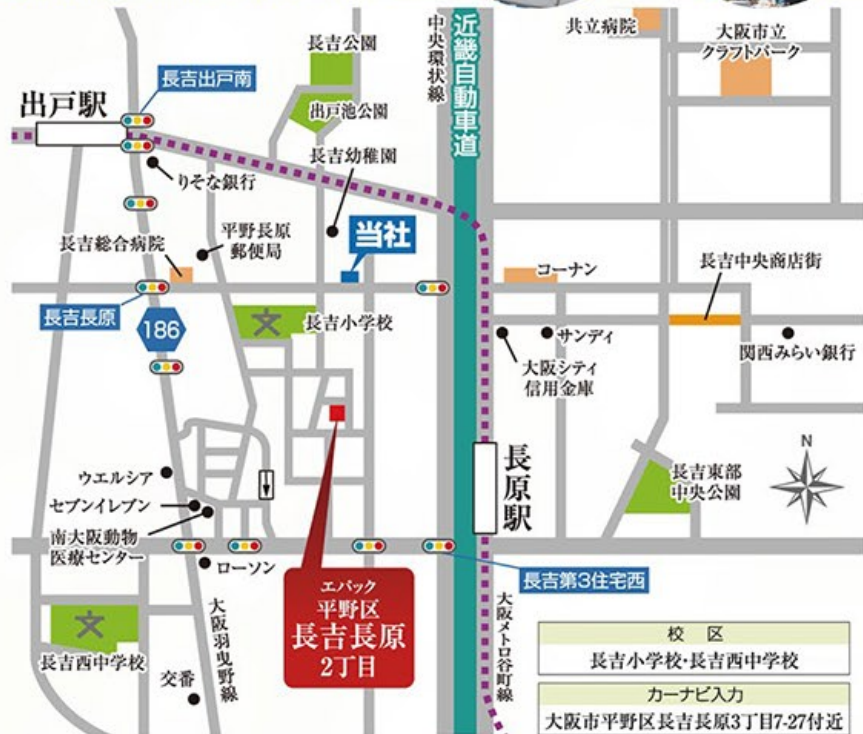 共立病院
大阪市立
クラフトパーク
長吉公園
中央環状線
近畿自動車道
長吉出戸南
出戸駅
出戸池公園
長吉幼稚園
りそな銀行
平野長原
郵便局
長吉総合病院
当社
コーナン
長吉中央商店街
長吉長原
186
長吉小学校
サンディ
大阪シティ
信用金庫
関西みらい銀行
N
長原駅
長吉東部
中央公園
ウエルシア
セブンイレブン
南大阪動物
医療センター
ローソン
エバック
平野区
長吉長原
2丁目
長吉第3住宅西
大阪羽曳野線
大阪メトロ谷町線
文
長吉西中学校
交番
文
校 区
長吉小学校・長吉西中学校
カーナビ入力
大阪市平野区長吉長原3丁目7-27付近